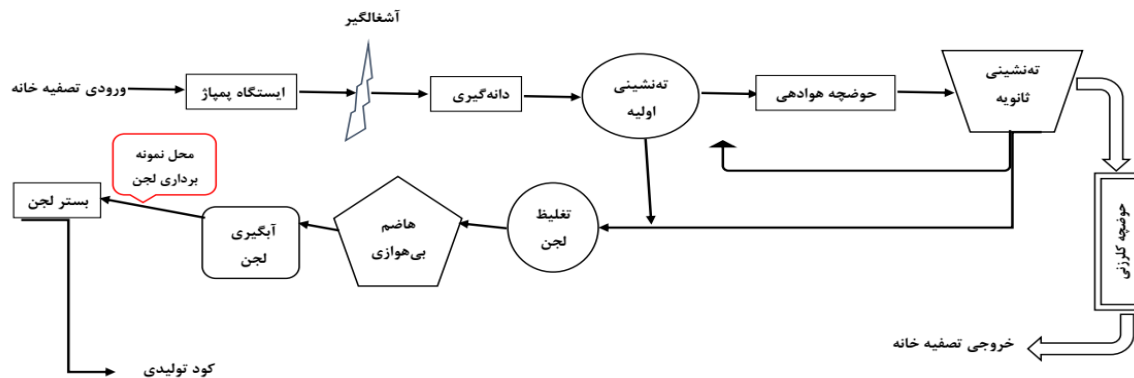 آشغالگیر
ورودی تصفیه خانه
ایستگاه پمپاژ
دانه‌گیری
ته‌نشینی
اولیه
حوضچه هوادهی
ته‌نشینی
ثانویه
حوضچه کلرزنی
خروجی تصفیه خانه
تغلیظ
لجن
هاضم
بی‌هوازی
آبگیری
لجن
محل نمونه
برداری لجن
بستر لجن
کود تولیدی